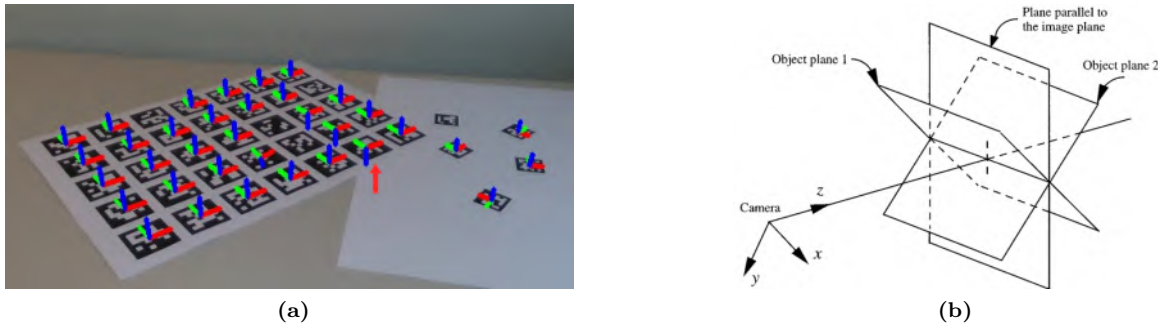 Plane parallel to
the image plane
Object plane 1
Object plane 2
Camera
z
x
y
(a)
(b)